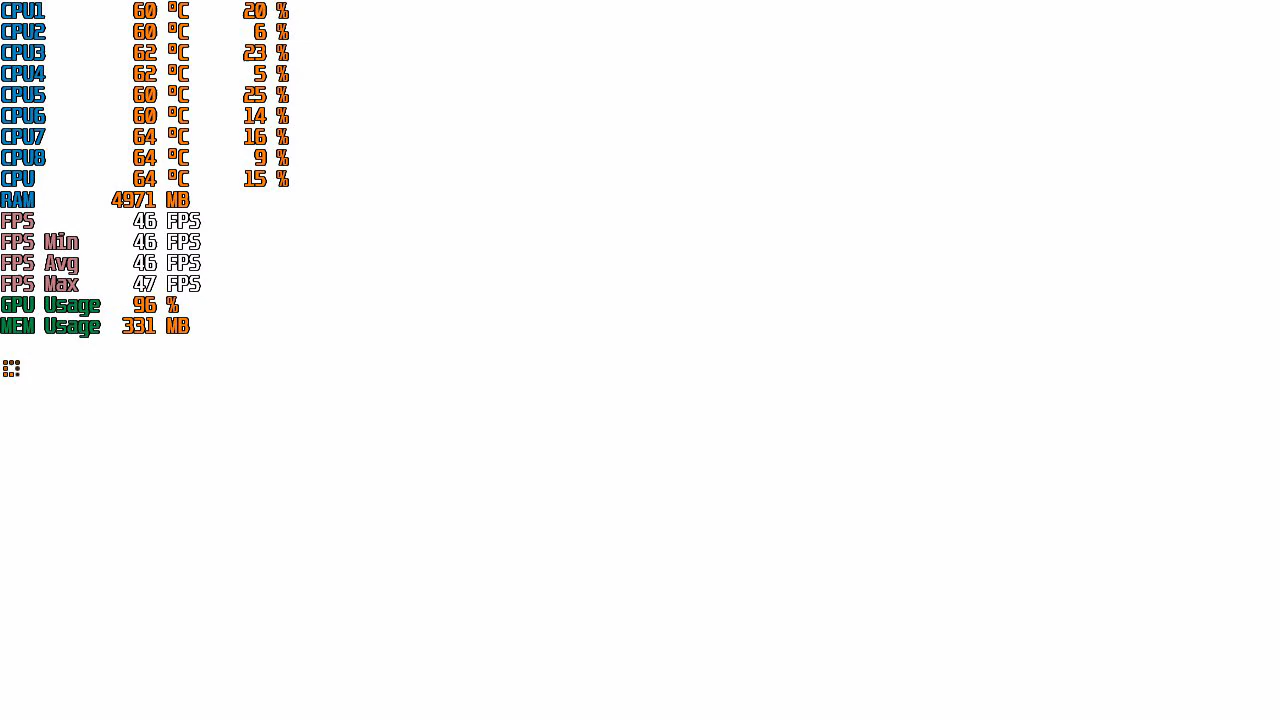 CPU1 60 °C 20 %
CPU2 60 °C 6 %
CPU3 62 °C 23 %
CPU4 62 °C 5 %
CPU5 60 °C 25 %
CPU6 60 °C 14 %
CPU7 64 °C 16 %
CPU8 64 °C 9 %
CPU 64 °C 15 %
RAM 4971 MB
FPS 46 FPS
FPS Min 46 FPS
FPS Avg 46 FPS
FPS Max 47 FPS
GPU Usage 96 %
MEM Usage 331 MB